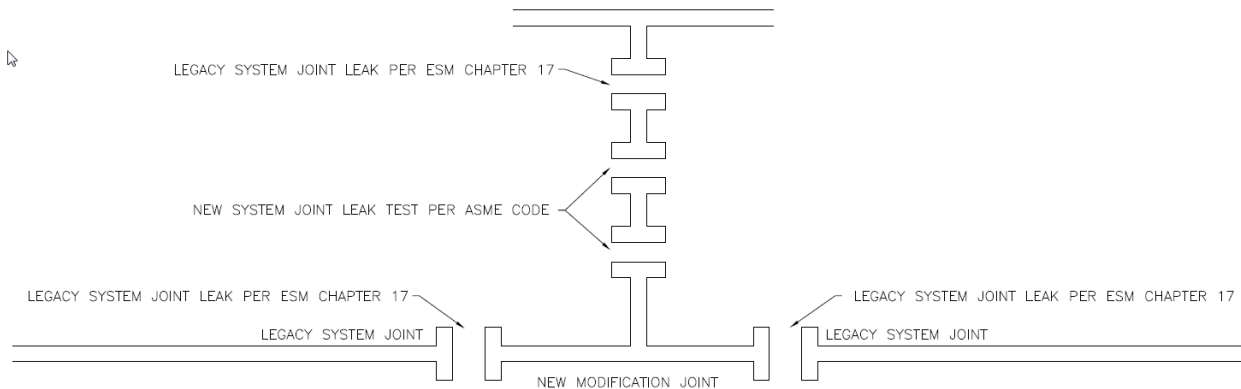 LEGACY SYSTEM JOINT LEAK PER ESM CHAPTER 17
NEW SYSTEM JOINT LEAK TEST PER ASME CODE
LEGACY SYSTEM JOINT LEAK PER ESM CHAPTER 17
LEGACY SYSTEM JOINT LEAK PER ESM CHAPTER 17
LEGACY SYSTEM JOINT
LEGACY SYSTEM JOINT
NEW MODIFICATION JOINT